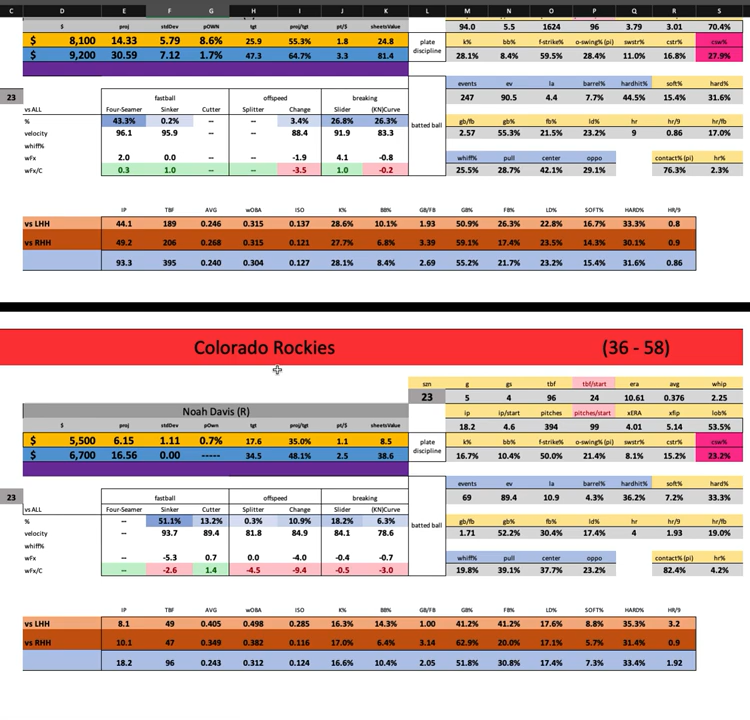 C D E F G H I J K L M N O P Q R S
$ proj stdDev pOWN tgt proj/tgt pt/$ sheetsValue 94.0 5.5 1624 96 3.79 3.01 70.4%
$ 8,100 14.33 5.79 8.6% 25.9 55.3% 1.8 24.8 plate discipline k% bb% f-strike% o-swing% (pi) swstr% cstr% csw%
$ 9,200 30.59 7.12 1.7% 47.3 64.7% 3.3 81.4 28.1% 8.4% 59.5% 28.4% 11.0% 16.8% 27.9%
events ev la barrel% hardhit% soft% hard%
23 fastball offspeed breaking 247 90.5 4.4 7.7% 44.5% 15.4% 31.6%
vs ALL Four-Seamer Sinker Cutter Splitter Change Slider (KN)Curve
% 43.3% 0.2% -- -- 3.4% 26.8% 26.3% batted ball gb/fb gb% fb% ld% hr hr/9 hr/fb
velocity 96.1 95.9 -- -- 88.4 91.9 83.3 2.57 55.3% 21.5% 23.2% 9 0.86 17.0%
whiff%
wFx 2.0 0.0 -- -- -1.9 4.1 -0.8 whiff% pull center oppo contact% (pi) hr%
wFx/C 0.3 1.0 -- -- -3.5 1.0 -0.2 25.5% 28.7% 42.1% 29.1% 76.3% 2.3%
IP TBF AVG wOBA ISO K% BB% GB/FB GB% FB% LD% SOFT% HARD% HR/9
vs LHH 44.1 189 0.246 0.315 0.137 28.6% 10.1% 1.93 50.9% 26.3% 22.8% 16.7% 33.3% 0.8
vs RHH 49.2 206 0.268 0.315 0.121 27.7% 6.8% 3.39 59.1% 17.4% 23.5% 14.3% 30.1% 0.9
93.3 395 0.240 0.304 0.127 28.1% 8.4% 2.69 55.2% 21.7% 23.2% 15.4% 31.6% 0.86
Colorado Rockies (36 - 58)
szn g gs tbf tbf/start era avg whip
23 5 4 96 24 10.61 0.376 2.25
Noah Davis (R) ip ip/start pitches pitches/start xERA xfip lob%
$ proj stdDev pOwn tgt proj/tgt pt/$ sheetsValue 18.2 4.6 394 99 4.01 5.14 53.5%
$ 5,500 6.15 1.11 0.7% 17.6 35.0% 1.1 8.5 plate discipline k% bb% f-strike% o-swing% (pi) swstr% cstr% csw%
$ 6,700 16.56 0.00 ----- 34.5 48.1% 2.5 38.6 16.7% 10.4% 50.0% 21.4% 8.1% 15.2% 23.2%
events ev la barrel% hardhit% soft% hard%
23 fastball offspeed breaking 69 89.4 10.9 4.3% 36.2% 7.2% 33.3%
vs ALL Four-Seamer Sinker Cutter Splitter Change Slider (KN)Curve
% -- 51.1% 13.2% 0.3% 10.9% 18.2% 6.3% batted ball gb/fb gb% fb% ld% hr hr/9 hr/fb
velocity -- 93.7 89.4 81.8 84.9 84.1 78.6 1.71 52.2% 30.4% 17.4% 4 1.93 19.0%
whiff%
wFx -- -5.3 0.7 0.0 -4.0 -0.4 -0.7 whiff% pull center oppo contact% (pi) hr%
wFx/C -- -2.6 1.4 -4.5 -9.4 -0.5 -3.0 19.8% 39.1% 37.7% 23.2% 82.4% 4.2%
IP TBF AVG wOBA ISO K% BB% GB/FB GB% FB% LD% SOFT% HARD% HR/9
vs LHH 8.1 49 0.405 0.498 0.285 16.3% 14.3% 1.00 41.2% 41.2% 17.6% 8.8% 35.3% 3.2
vs RHH 10.1 47 0.349 0.382 0.116 17.0% 6.4% 3.14 62.9% 20.0% 17.1% 5.7% 31.4% 0.9
18.2 96 0.243 0.312 0.124 16.6% 10.4% 2.05 51.8% 30.8% 17.4% 7.3% 33.4% 1.92